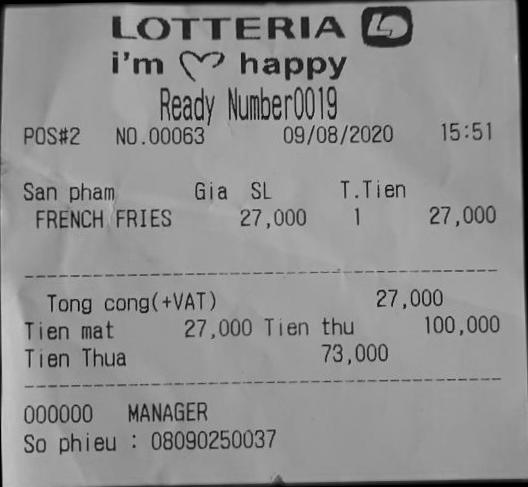 LOTTERIA
i'm happy
Ready Number0019
POS#2 NO.00063 09/08/2020 15:51
San pham Gia SL T.Tien
FRENCH FRIES 27,000 1 27,000
Tong cong(+VAT) 27,000
Tien mat 27,000 Tien thu 100,000
Tien Thua 73,000
000000 MANAGER
So phieu : 08090250037